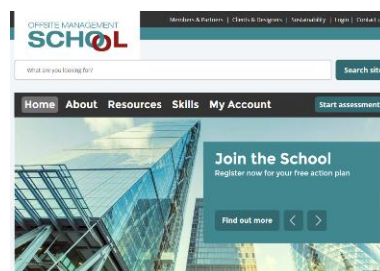 Members & Partners | Clients & Designers | Sustainability | Login | Contact
OFFSITE MANAGEMENT
SCHOOL
What are you looking for?
Search site
Home About Resources Skills My Account
Start assessment
Join the School
Register now for your free action plan
Find out more < >